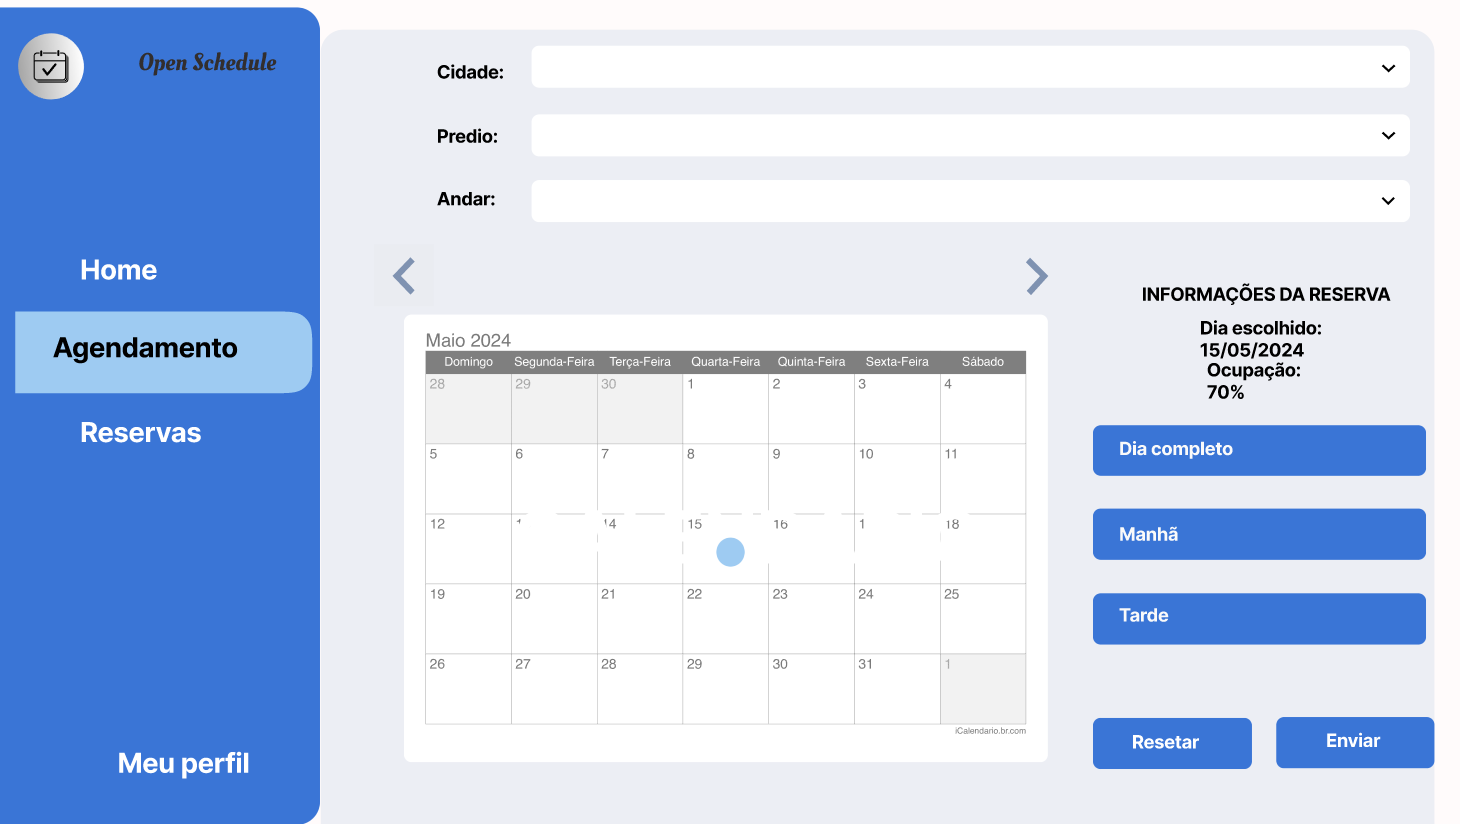 Open Schedule
Home
Agendamento
Reservas
Meu perfil
Cidade:
Predio:
Andar:
Maio 2024
Domingo Segunda-Feira Terça-Feira Quarta-Feira Quinta-Feira Sexta-Feira Sábado
28 29 30 1 2 3 4
5 6 7 8 9 10 11
12 14 15 16 1 18
19 20 21 22 23 24 25
26 27 28 29 30 31 1
iCalendario.br.com
INFORMAÇÕES DA RESERVA
Dia escolhido:
15/05/2024
Ocupação:
70%
Dia completo
Manhã
Tarde
Resetar
Enviar